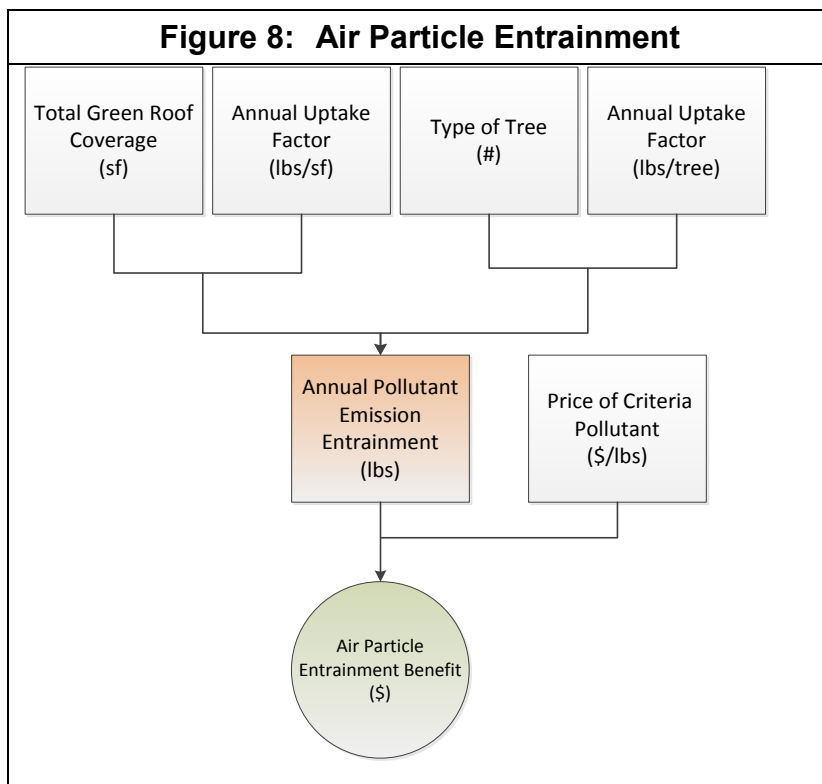 Figure 8: Air Particle Entrainment
Total Green Roof
Coverage
(sf)
Annual Uptake
Factor
(lbs/sf)
Type of Tree
(#)
Annual Uptake
Factor
(lbs/tree)
Annual Pollutant
Emission
Entrainment
(lbs)
Price of Criteria
Pollutant
($/lbs)
Air Particle
Entrainment Benefit
($)